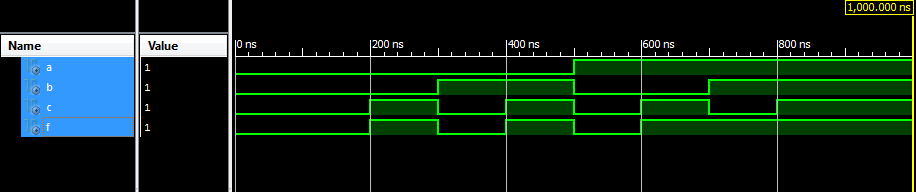 1,000.000 ns
Name Value 0 ns 200 ns 400 ns 600 ns 800 ns
a 1
b 1
c 1
f 1